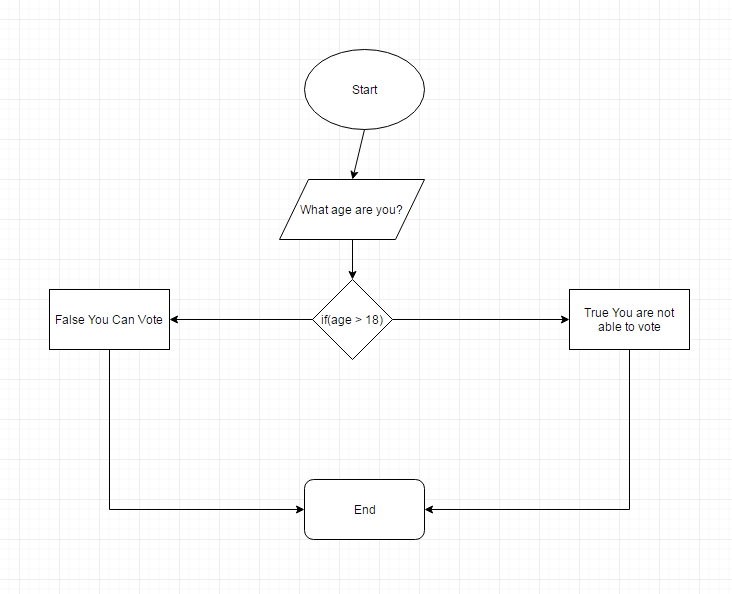 Start
What age are you?
if(age > 18)
False You Can Vote
True You are not
able to vote
End